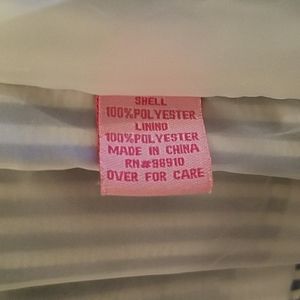 SHELL
100%POLYESTER
LINING
100%POLYESTER
MADE IN CHINA
RN#98910
OVER FOR CARE